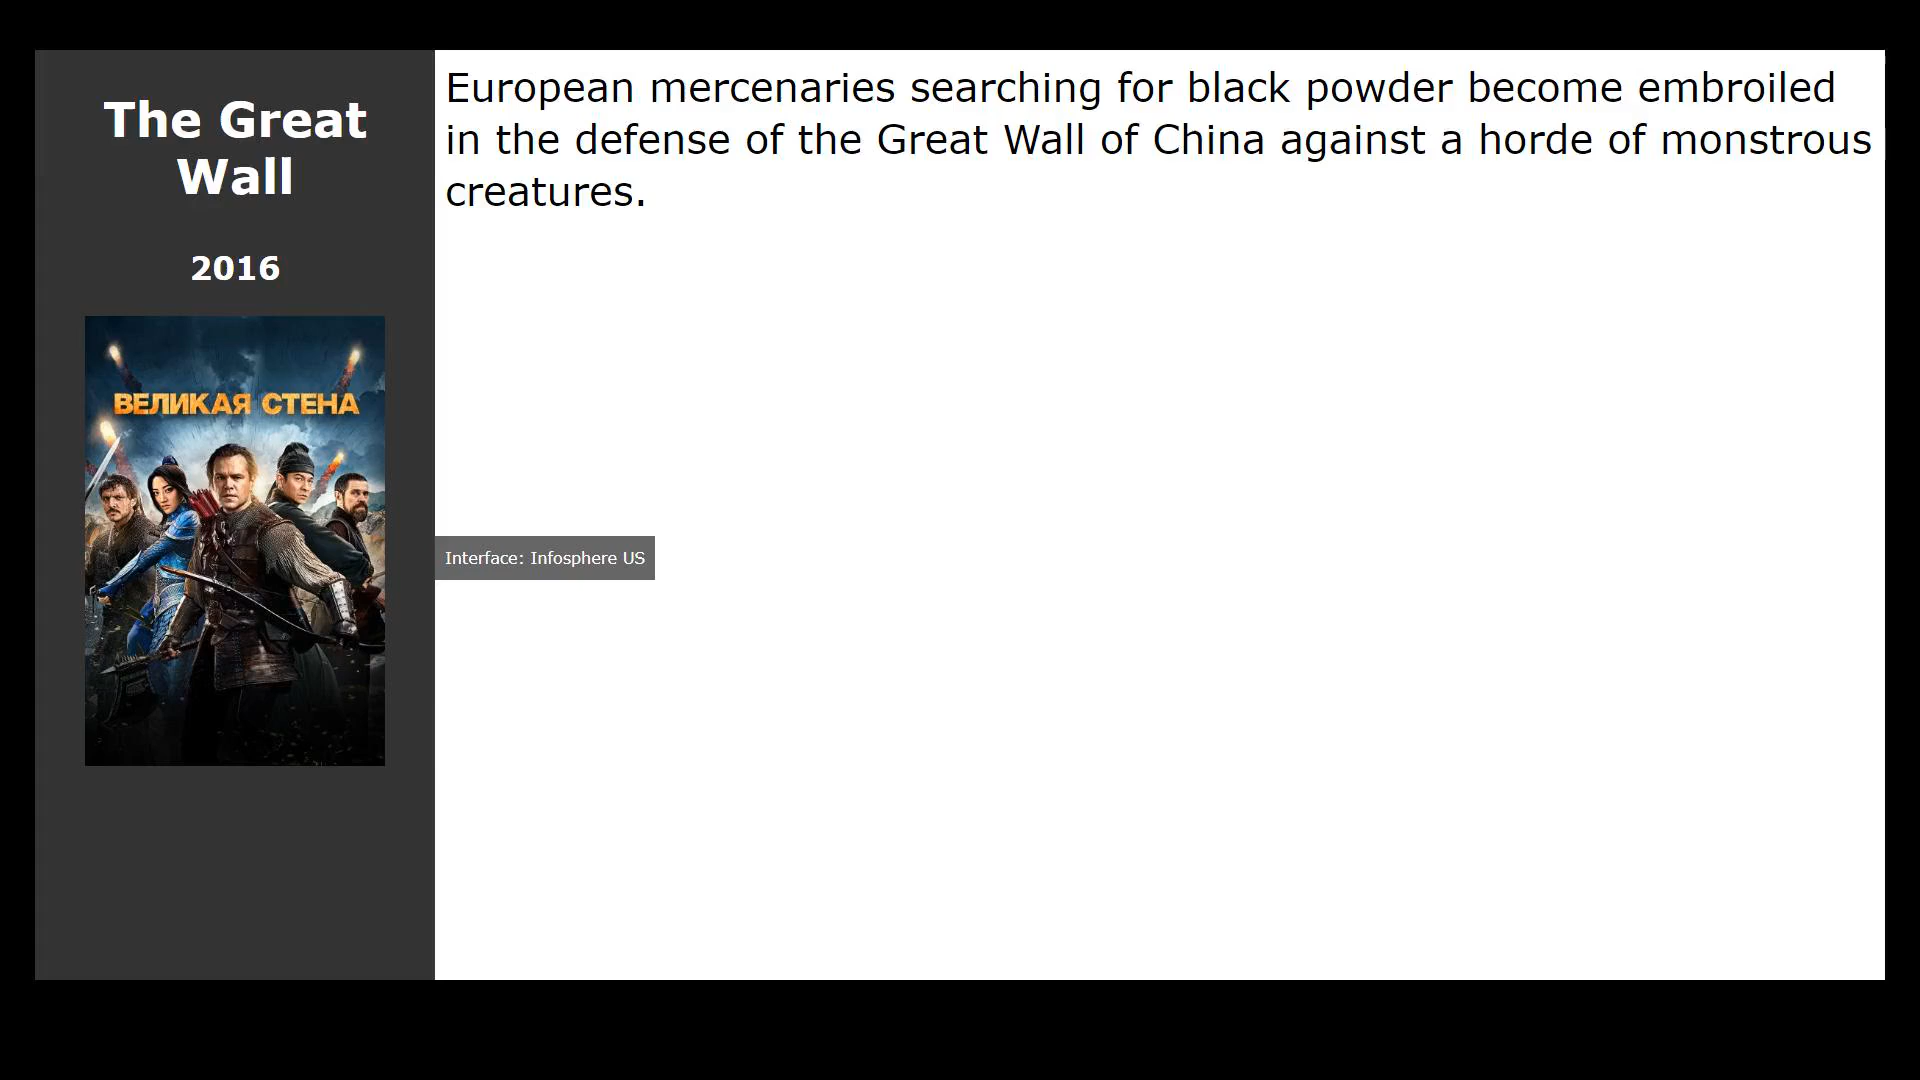 The Great
Wall
2016
ВЕЛИКАЯ СТЕНА
European mercenaries searching for black powder become embroiled
in the defense of the Great Wall of China against a horde of monstrous
creatures.
Interface: Infosphere US